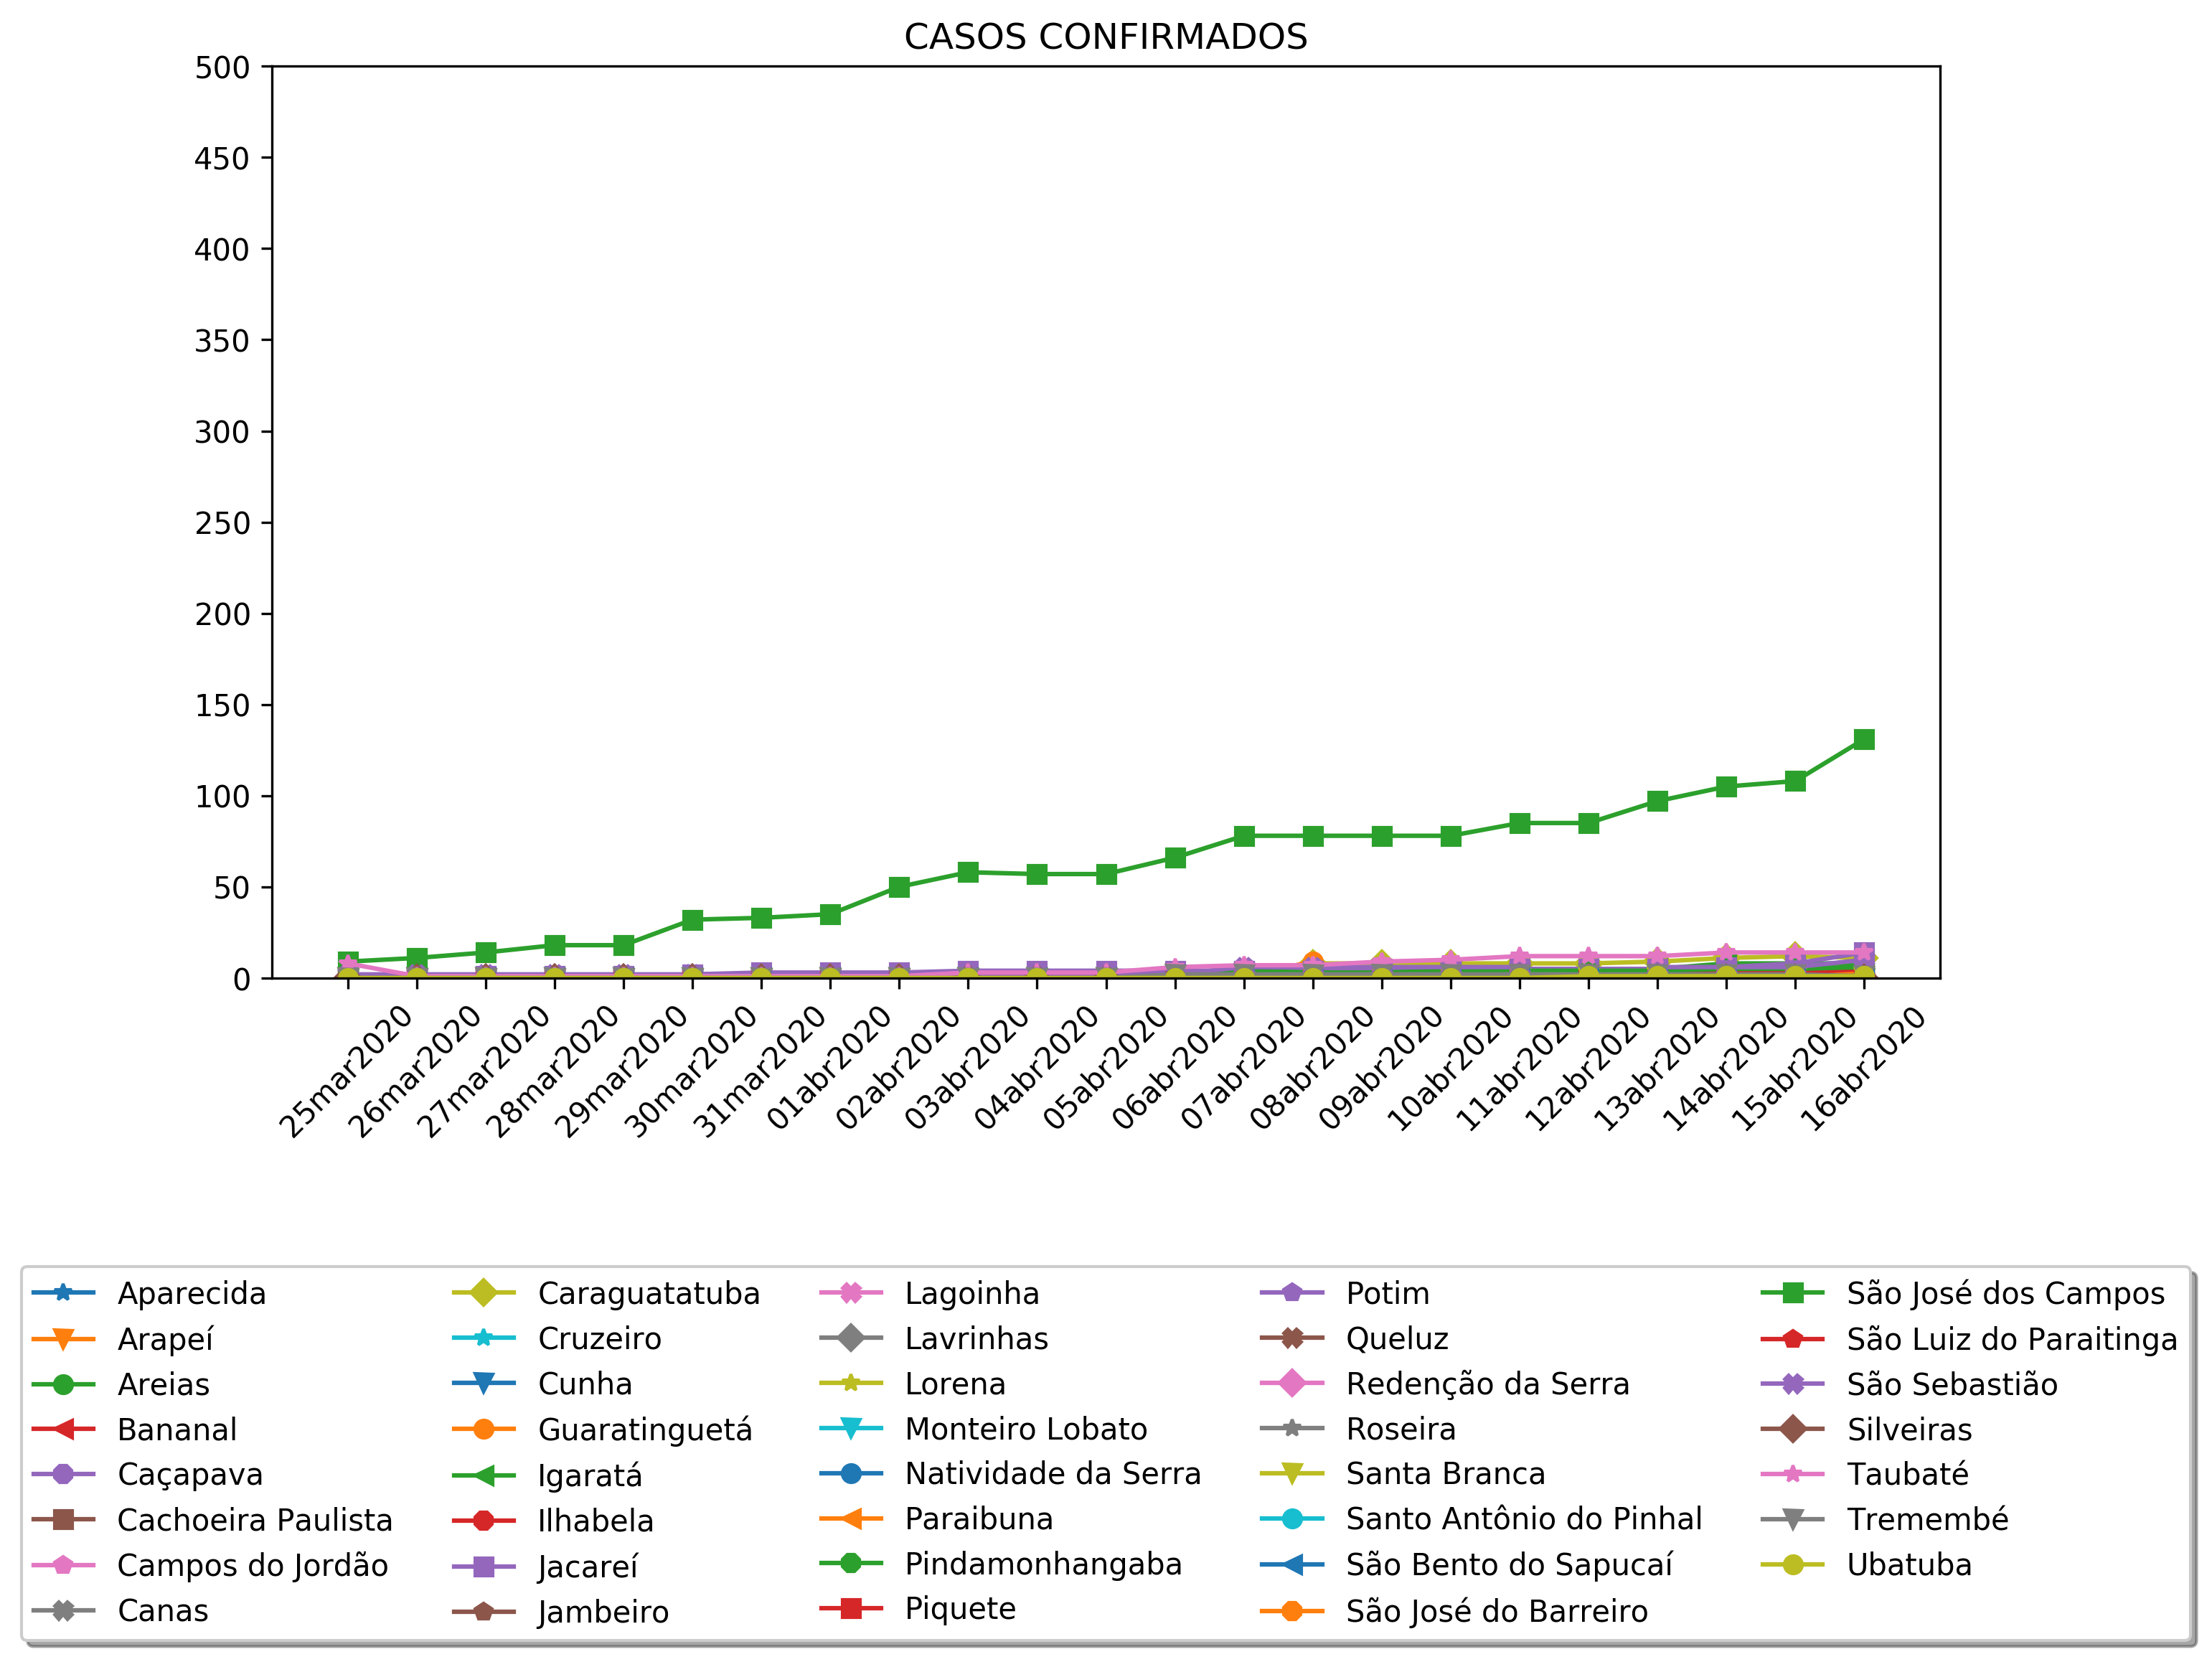 CASOS CONFIRMADOS
500
450
400
350
300
250
200
150
100
50
0
25mar2020
26mar2020
27mar2020
28mar2020
29mar2020
30mar2020
31mar2020
01abr2020
02abr2020
03abr2020
04abr2020
05abr2020
06abr2020
07abr2020
08abr2020
09abr2020
10abr2020
11abr2020
12abr2020
13abr2020
14abr2020
15abr2020
16abr2020
Aparecida
Arapeí
Areias
Bananal
Caçapava
Cachoeira Paulista
Campos do Jordão
Canas
Caraguatatuba
Cruzeiro
Cunha
Guaratinguetá
Igaratá
Ilhabela
Jacareí
Jambeiro
Lagoinha
Lavrinhas
Lorena
Monteiro Lobato
Natividade da Serra
Paraibuna
Pindamonhangaba
Piquete
Potim
Queluz
Redenção da Serra
Roseira
Santa Branca
Santo Antônio do Pinhal
São Bento do Sapucaí
São José do Barreiro
São José dos Campos
São Luiz do Paraitinga
São Sebastião
Silveiras
Taubaté
Tremembé
Ubatuba